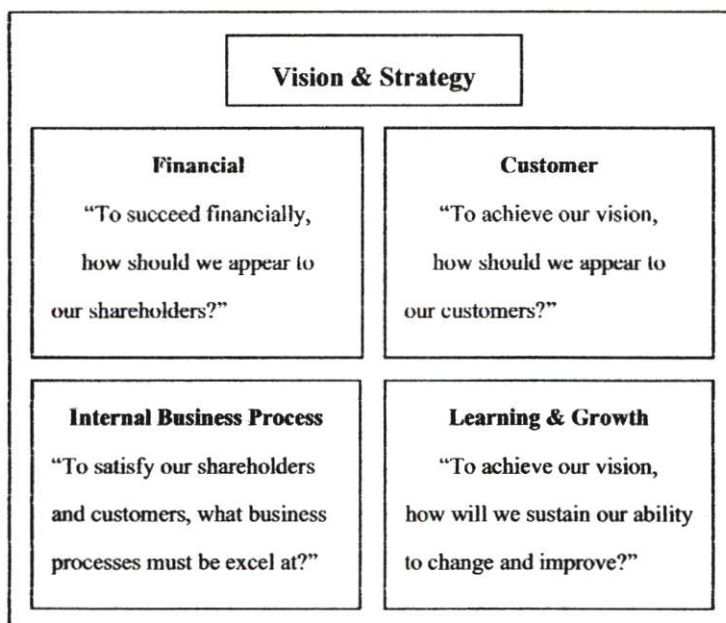 Vision & Strategy
Financial
“To succeed financially,
how should we appear to
our shareholders?”
Customer
“To achieve our vision,
how should we appear to
our customers?”
Internal Business Process
“To satisfy our shareholders
and customers, what business
processes must be excel at?”
Learning & Growth
“To achieve our vision,
how will we sustain our ability
to change and improve?”